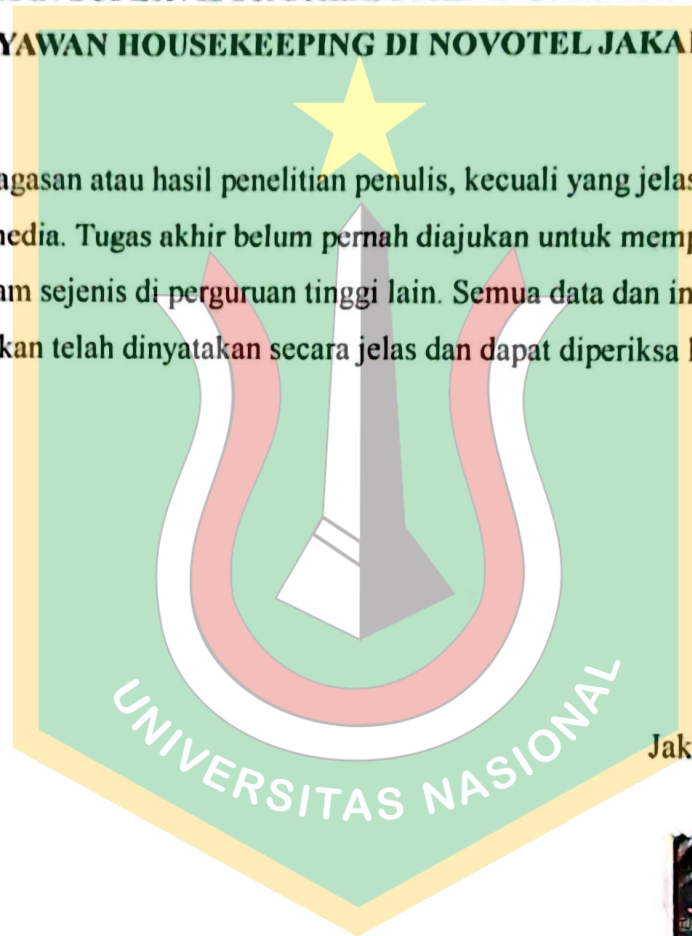 YAWAN HOUSEKEEPING DI NOVOTEL JAKA
agasan atau hasil penelitian penulis, kecuali yang jelas
media. Tugas akhir belum pernah diajukan untuk memp
am sejenis di perguruan tinggi lain. Semua data dan in
kan telah dinyatakan secara jelas dan dapat diperiksa
Jak
UNIVERSITAS NASIONAL